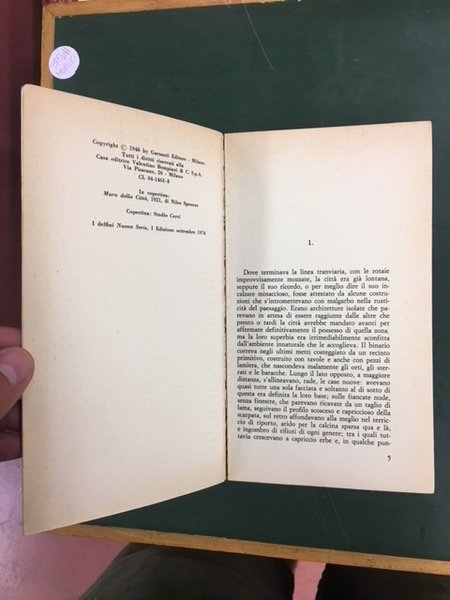 Copyright © 1946 by Garzanti Editore - Milano
Tutti i diritti riservati alla
Casa editrice Valentino Bompiani & C. S.p.A.
Via Pisacane, 26 - Milano
CL 04-1463-8
In copertina:
Mura della Città, 1921, di Niles Spencer
Copertina: Studio Cerri
I delfini Nuova Serie, I Edizione settembre 1976
1.
Dove terminava la linea tranviaria, con le rotaie
improvvisamente mozzate, la città era già lontana,
seppure il suo ricordo, o per meglio dire il suo in-
calzare minaccioso, fosse attestato da alcune costruzi-
oni che s'intromettevano con malgarbo nella rustici-
tà del paesaggio. Erano architetture isolate che pa-
revano in attesa di essere raggiunte dalle altre che
presto o tardi la città avrebbe mandato avanti per
affermare definitivamente il possesso di quella zona,
ma la loro superbia era irrimediabilmente sconfitta
dall'ambiente innaturale che le accoglieva. Il binario
correva negli ultimi metri costeggiato da un recinto
primitivo, costruito con tavole e anche con pezzi di
lamiera, che nascondeva malamente gli orti, gli ster-
rati e le baracche. Lungo il lato opposto, a maggiore
distanza, s'allineavano, rade, le case nuove: avevano
quasi tutte una sola facciata e soltanto al di sotto di
questa era definita la loro base; sulle fiancate nude,
senza finestre, che parevano ricavate da un taglio di
lama, seguivano il profilo scosceso e capriccioso della
scarpata, sul retro affondavano alla meglio nel terric-
cio di riporto, arido per la calcina sparsa qua e là,
e ingombro di rifiuti di ogni genere; tra i quali tut-
tavia crescevano a capriccio erbe e, in qualche pun-
5